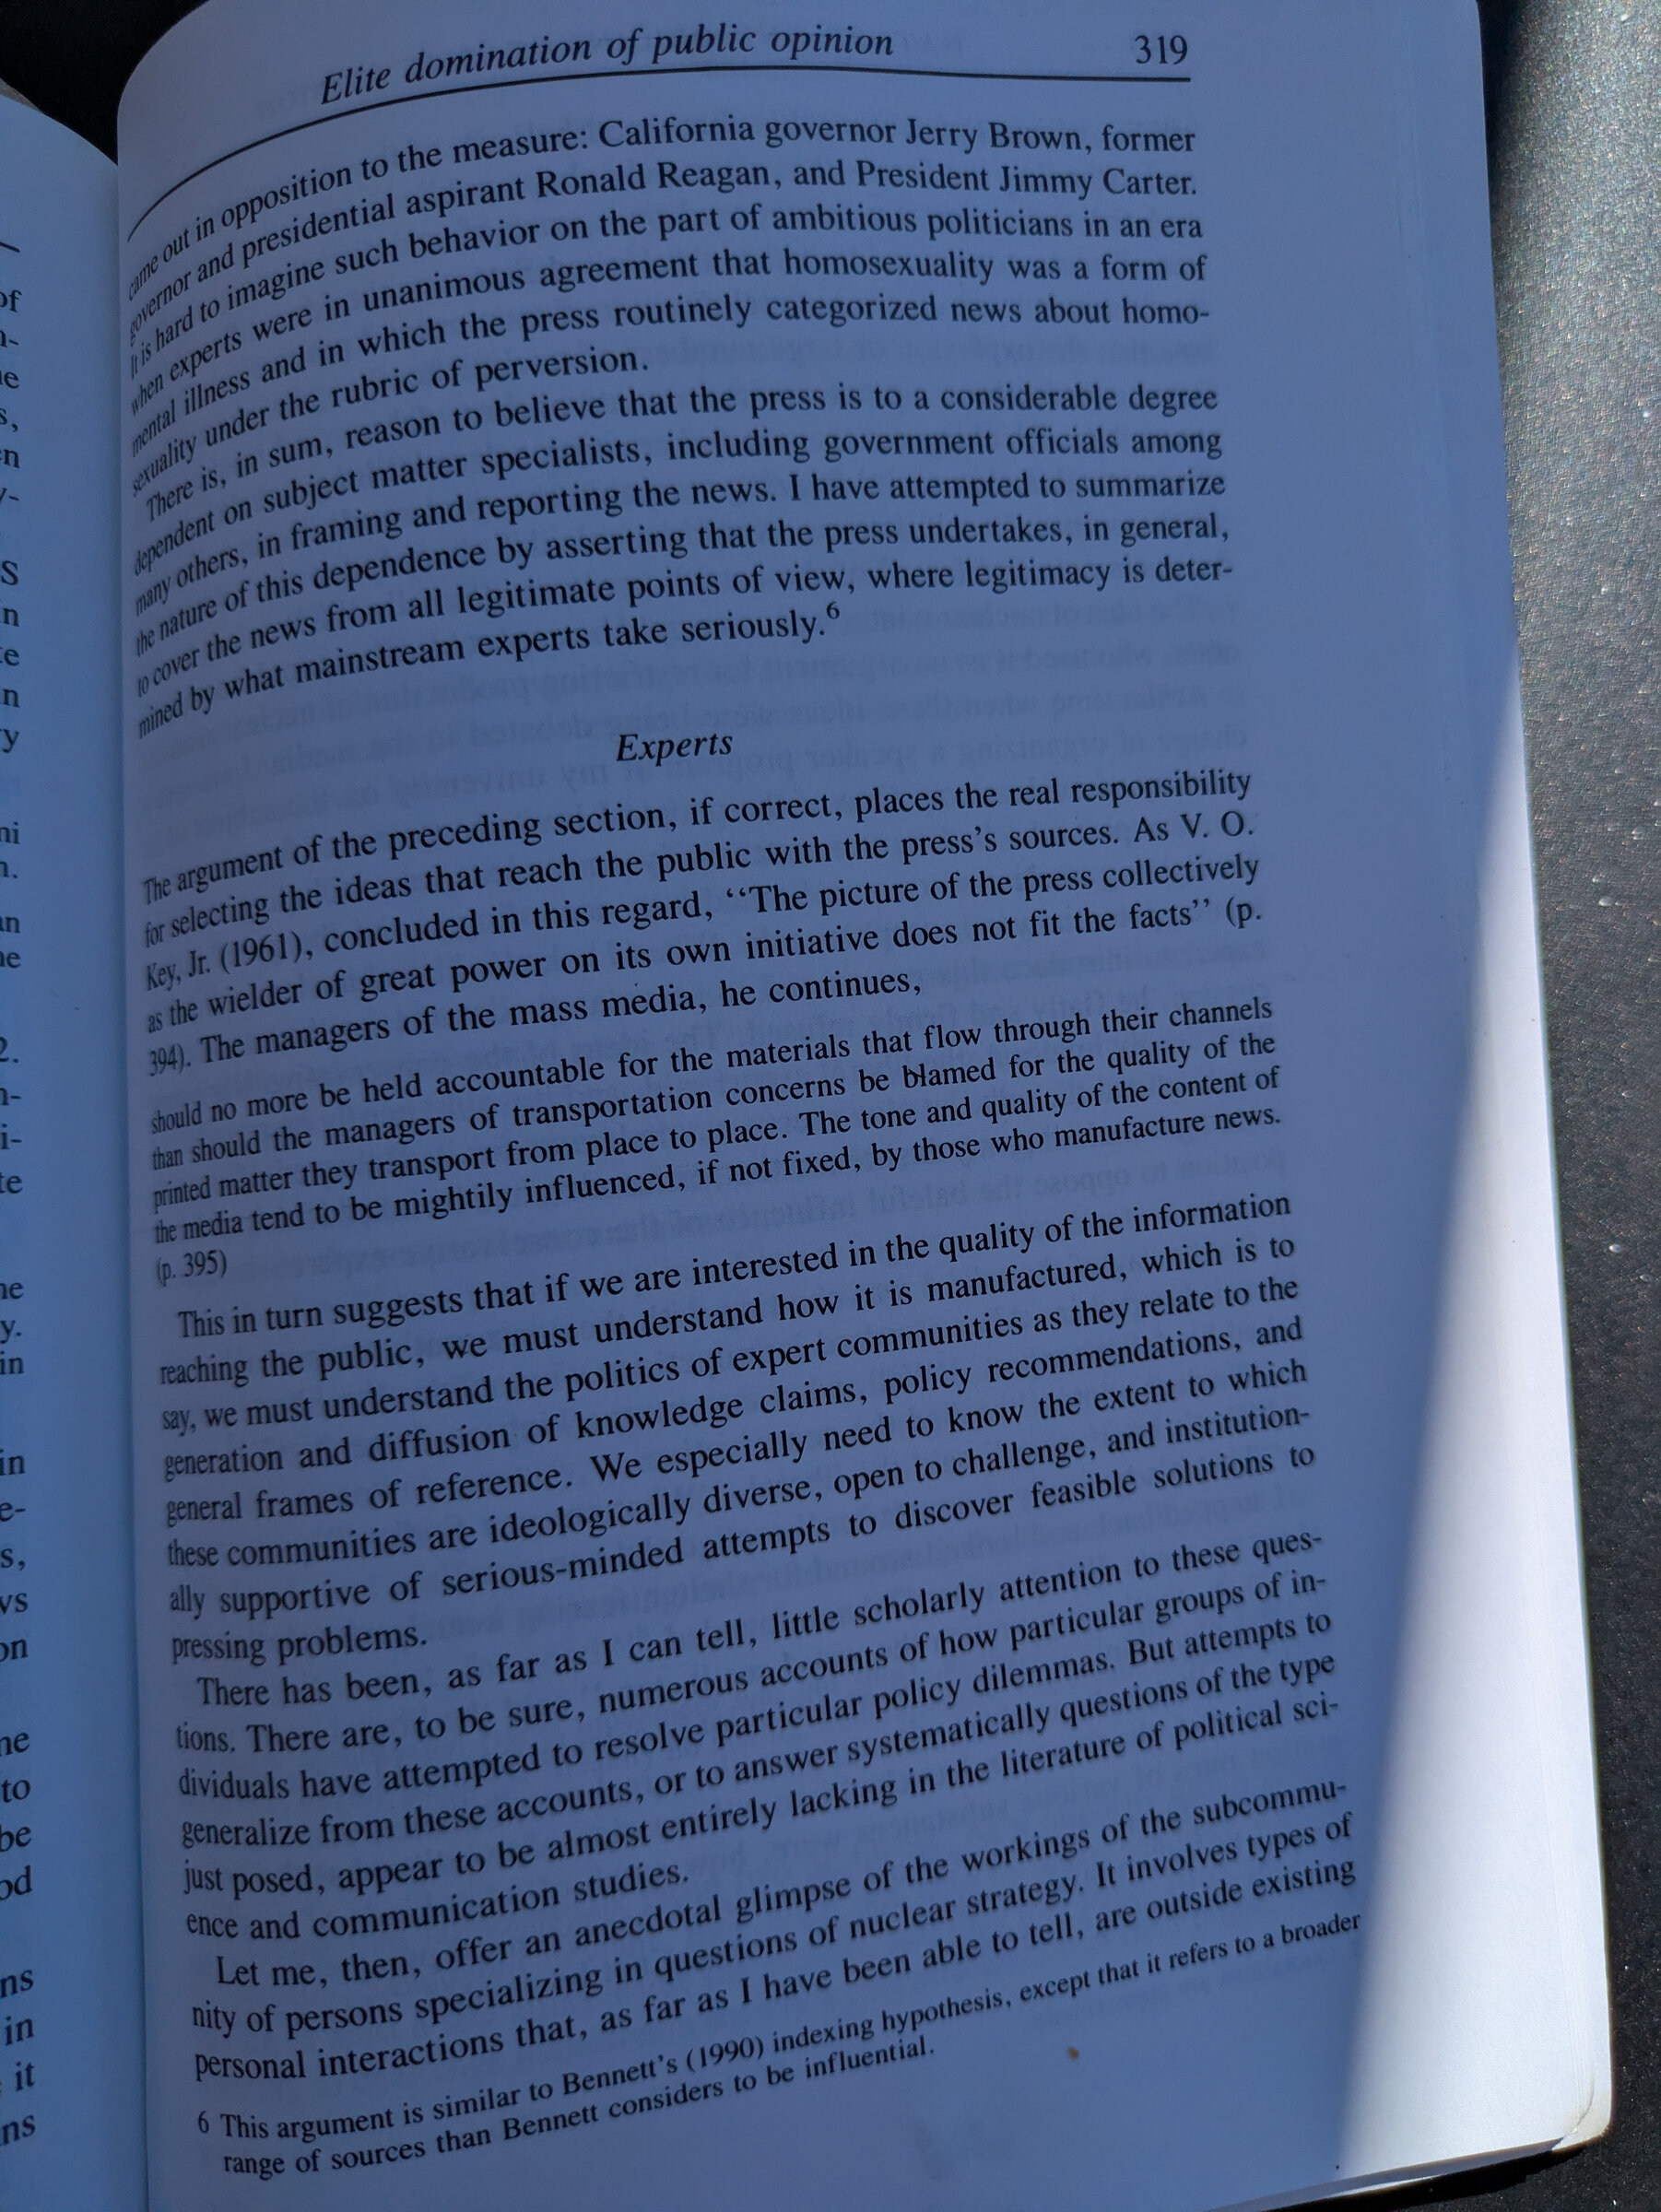 Elite domination of public opinion 319
came out in opposition to the measure: California governor Jerry Brown, former
governor and presidential aspirant Ronald Reagan, and President Jimmy Carter.
It is hard to imagine such behavior on the part of ambitious politicians in an era
when experts were in unanimous agreement that homosexuality was a form of
mental illness and in which the press routinely categorized news about homo-
sexuality under the rubric of perversion.
There is, in sum, reason to believe that the press is to a considerable degree
dependent on subject matter specialists, including government officials among
many others, in framing and reporting the news. I have attempted to summarize
the nature of this dependence by asserting that the press undertakes, in general,
to cover the news from all legitimate points of view, where legitimacy is deter-
mined by what mainstream experts take seriously.6
Experts
The argument of the preceding section, if correct, places the real responsibility
for selecting the ideas that reach the public with the press's sources. As V. O.
Key, Jr. (1961), concluded in this regard, ‘‘The picture of the press collectively
as the wielder of great power on its own initiative does not fit the facts’’ (p.
394). The managers of the mass media, he continues,
should no more be held accountable for the materials that flow through their channels
than should the managers of transportation concerns be blamed for the quality of the
printed matter they transport from place to place. The tone and quality of the content of
the media tend to be mightily influenced, if not fixed, by those who manufacture news.
(p. 395)
This in turn suggests that if we are interested in the quality of the information
reaching the public, we must understand how it is manufactured, which is to
say, we must understand the politics of expert communities as they relate to the
generation and diffusion of knowledge claims, policy recommendations, and
general frames of reference. We especially need to know the extent to which
these communities are ideologically diverse, open to challenge, and institution-
ally supportive of serious-minded attempts to discover feasible solutions to
pressing problems.
There has been, as far as I can tell, little scholarly attention to these ques-
tions. There are, to be sure, numerous accounts of how particular groups of in-
dividuals have attempted to resolve particular policy dilemmas. But attempts to
generalize from these accounts, or to answer systematically questions of the type
just posed, appear to be almost entirely lacking in the literature of political sci-
ence and communication studies.
Let me, then, offer an anecdotal glimpse of the workings of the subcommu-
nity of persons specializing in questions of nuclear strategy. It involves types of
personal interactions that, as far as I have been able to tell, are outside existing
6 This argument is similar to Bennett's (1990) indexing hypothesis, except that it refers to a broader
range of sources than Bennett considers to be influential.